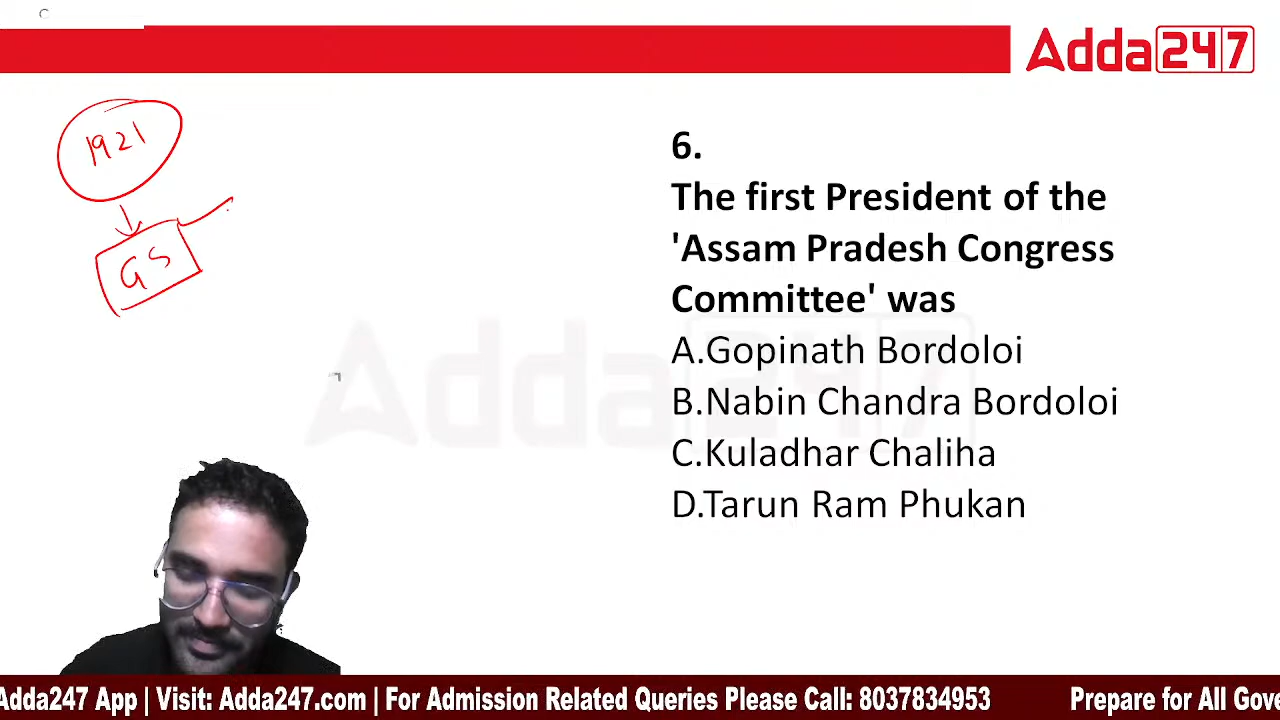 Adda247
1921
GS
6.
The first President of the
'Assam Pradesh Congress
Committee' was
A.Gopinath Bordoloi
B.Nabin Chandra Bordoloi
C.Kuladhar Chaliha
D.Tarun Ram Phukan
Adda247
Adda247 App | Visit: Adda247.com | For Admission Related Queries Please Call: 8037834953 Prepare for All Gove